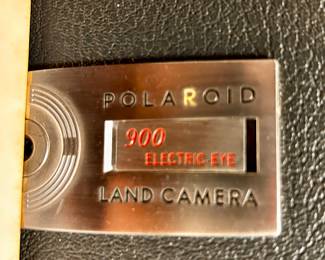 POLAROID
900
ELECTRIC EYE
LAND CAMERA